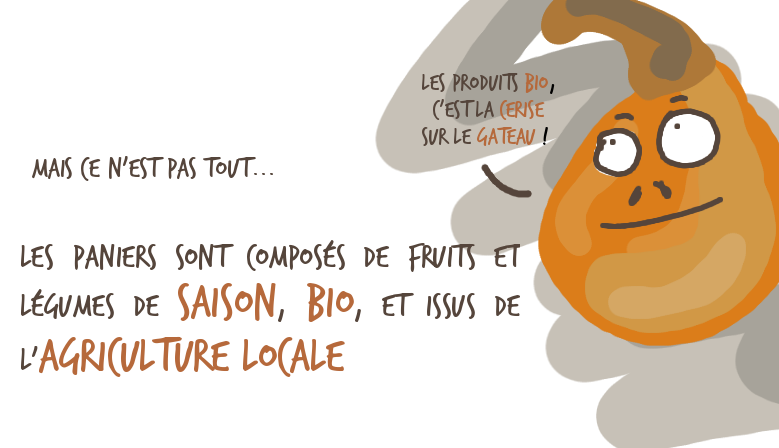 LES PRODUITS BIO,
C'EST LA CERISE
SUR LE GATEAU !
MAIS CE N'EST PAS TOUT...
LES PANIERS SONT COMPOSÉS DE FRUITS ET
LÉGUMES DE SAISON, BIO, ET ISSUS DE
L'AGRICULTURE LOCALE